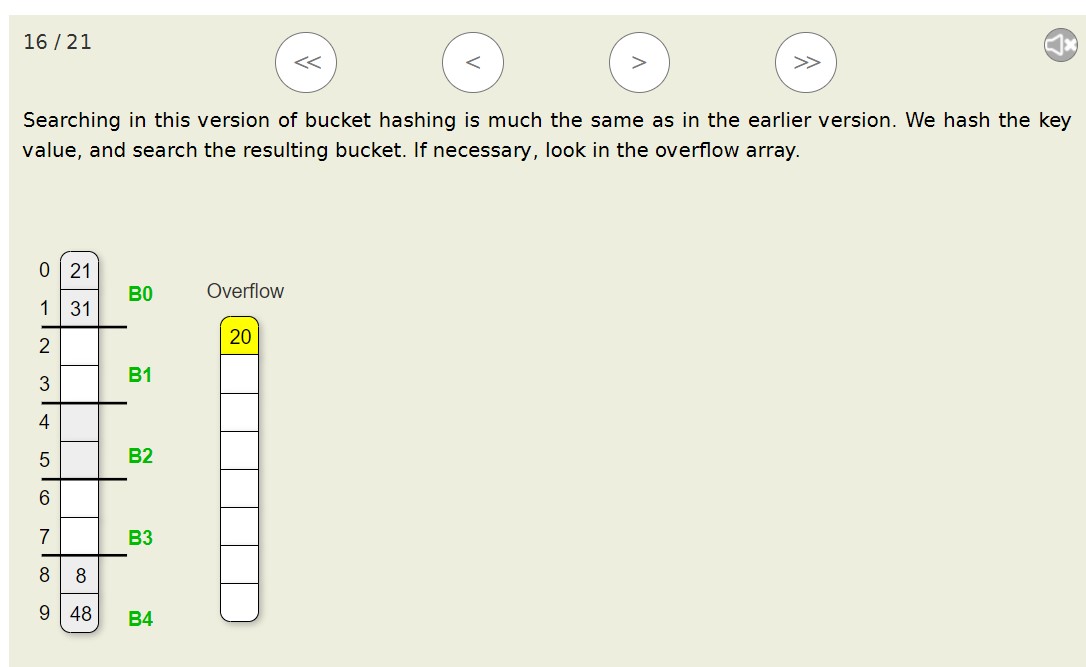 16 / 21
<< < > >>
Searching in this version of bucket hashing is much the same as in the earlier version. We hash the key
value, and search the resulting bucket. If necessary, look in the overflow array.
0 21
B0 Overflow
1 31
20
2
B1
3
4
B2
5
6
7 B3
8 8
9 48 B4